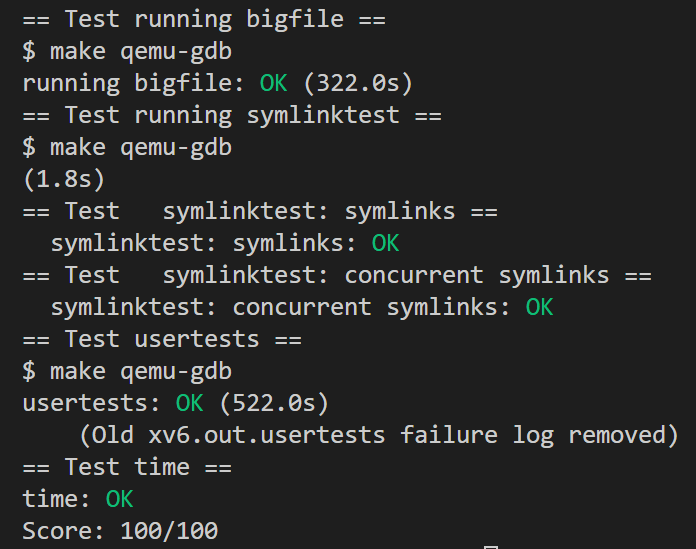 == Test running bigfile ==
$ make qemu-gdb
running bigfile: OK (322.0s)
== Test running symlinktest ==
$ make qemu-gdb
(1.8s)
== Test   symlinktest: symlinks ==
  symlinktest: symlinks: OK
== Test   symlinktest: concurrent symlinks ==
  symlinktest: concurrent symlinks: OK
== Test usertests ==
$ make qemu-gdb
usertests: OK (522.0s)
    (Old xv6.out.usertests failure log removed)
== Test time ==
time: OK
Score: 100/100